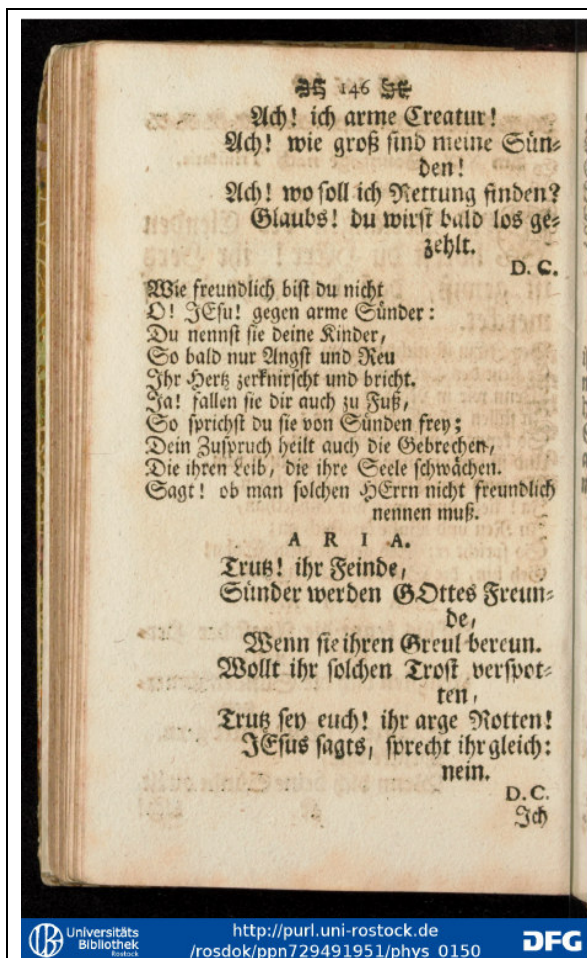 146
Ach! ich arme Creatur!
Ach! wie groß sind meine Sün⸗
den!
Ach! wo soll ich Rettung finden?
Glaubs! du wirst bald los ge⸗
zehlt.
D. C.
Wie freundlich bist du nicht
O! JEsu! gegen arme Sünder:
Du nennst sie deine Kinder,
So bald nur Angst und Reu
Ihr Hertz zerknirscht und bricht.
Ja! fallen sie dir auch zu Fuß,
So sprichst du sie von Sünden frey;
Dein Zuspruch heilt auch die Gebrechen,
Die ihren Leib, die ihre Seele schwächen.
Sagt! ob man solchen HErrn nicht freundlich
nennen muß.
A R I A.
Trutz! ihr Feinde,
Sünder werden GOttes Freun⸗
de,
Wenn sie ihren Greul bereun.
Wollt ihr solchen Trost verspot⸗
ten,
Trutz sey euch! ihr arge Rotten!
JEsus sagts, sprecht ihr gleich:
nein.
D. C.
Ich
Universitäts
Bibliothek
Rostock
http://purl.uni-rostock.de
/rosdok/ppn729491951/phys_0150
DFG